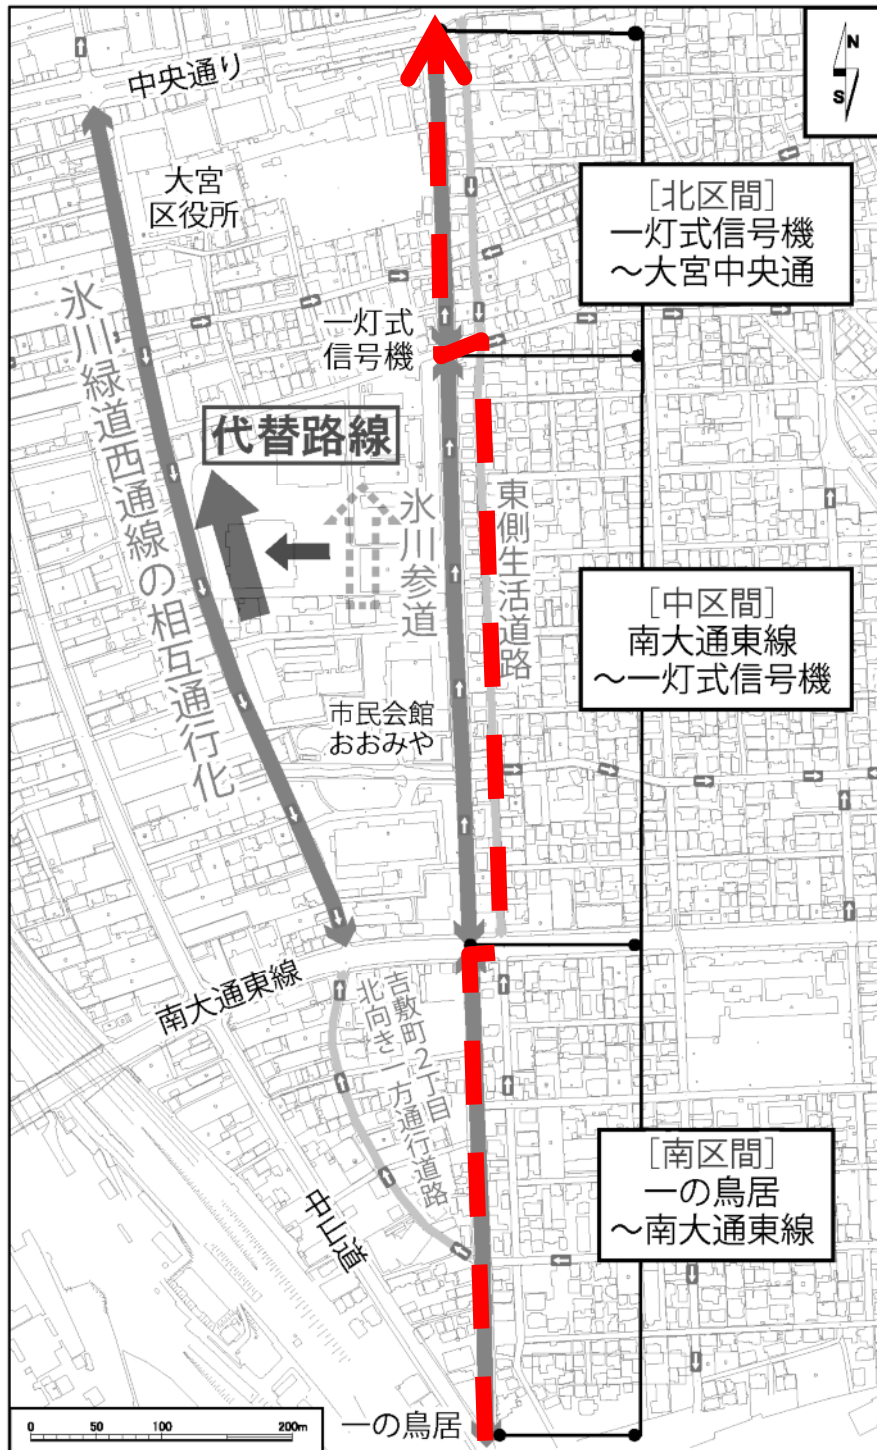 N
S
中央通り
大宮
区役所
[北区間]
一灯式信号機
～大宮中央通
一灯式
信号機
氷川緑道西通線の相互通行化
代替路線
氷川参道
東側生活道路
[中区間]
南大通東線
～一灯式信号機
市民会館
おおみや
南大通東線
吉敷町2丁目
北向き一方通行道路
[南区間]
一の鳥居
～南大通東線
中山道
一の鳥居
0 50 100 200m